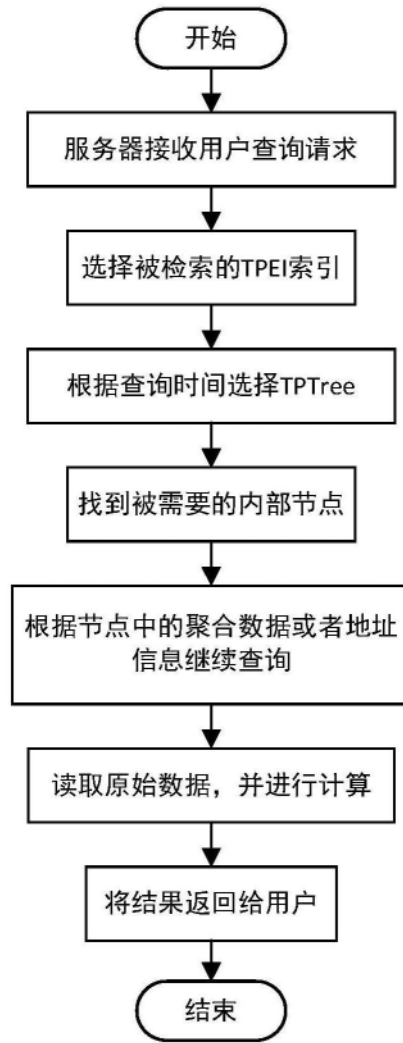 开始
服务器接收用户查询请求
选择被检索的TPEI索引
根据查询时间选择TPTree
找到被需要的内部节点
根据节点中的聚合数据或者地址
信息继续查询
读取原始数据，并进行计算
将结果返回给用户
结束